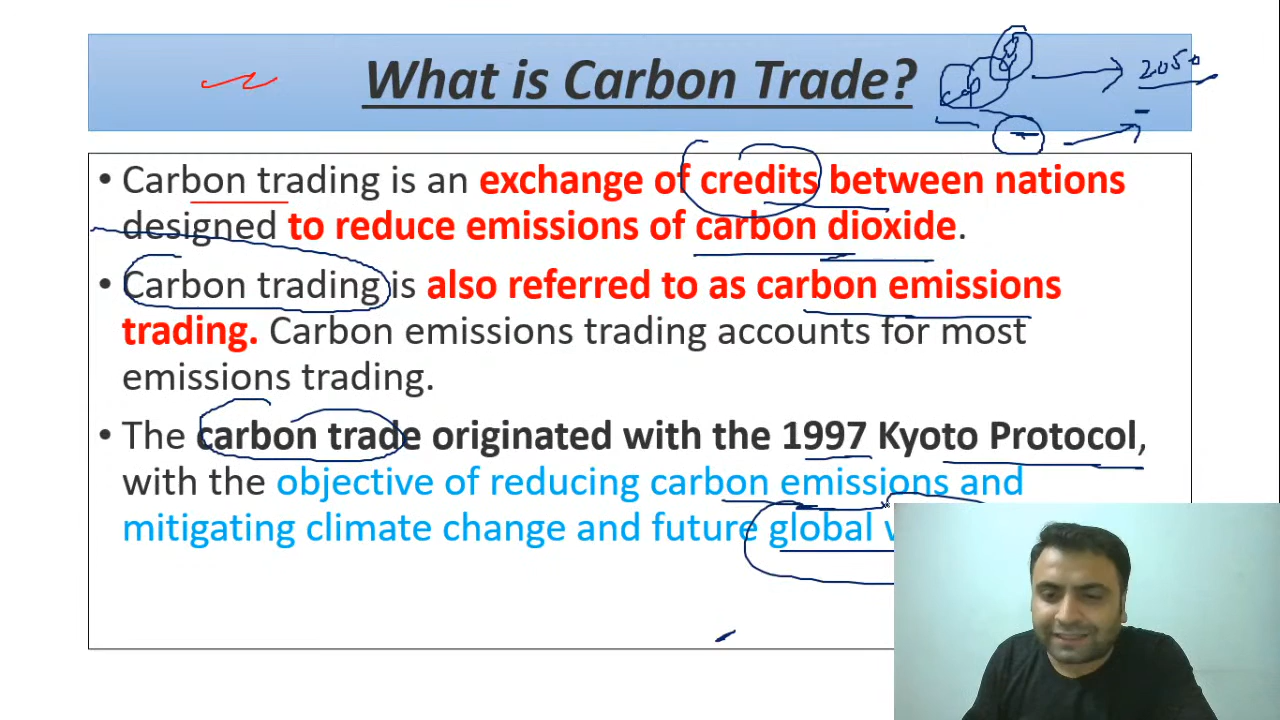 What is Carbon Trade?
2050
• Carbon trading is an exchange of credits between nations
designed to reduce emissions of carbon dioxide.
• Carbon trading is also referred to as carbon emissions
trading. Carbon emissions trading accounts for most
emissions trading.
• The carbon trade originated with the 1997 Kyoto Protocol,
with the objective of reducing carbon emissions and
mitigating climate change and future global